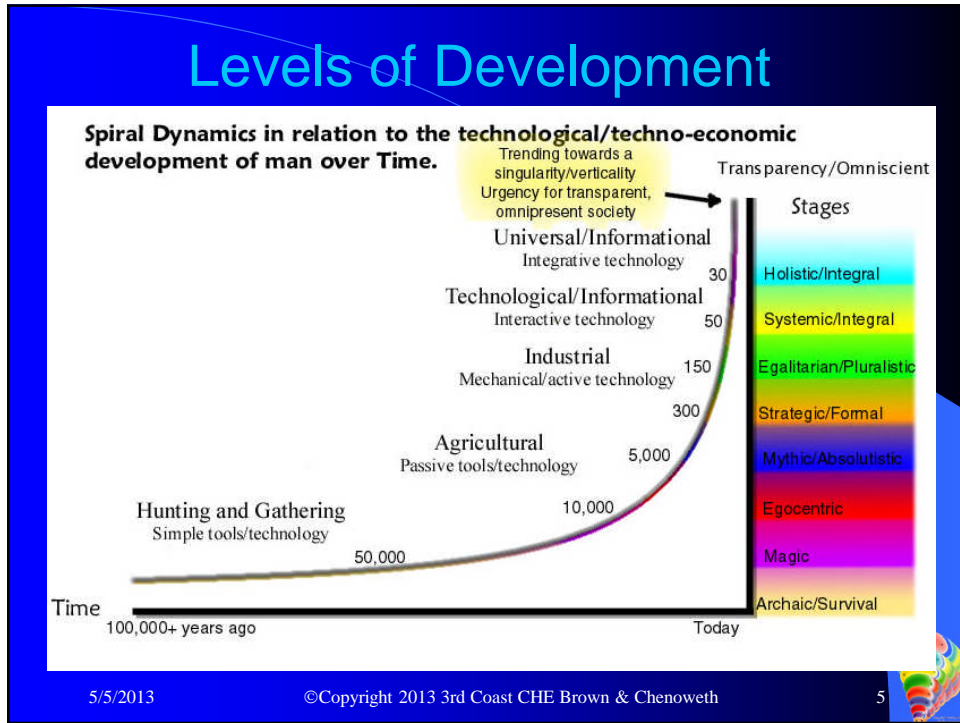 Levels of Development
Spiral Dynamics in relation to the technological/techno-economic
development of man over Time.
Trending towards a
singularity/verticality
Urgency for transparent,
omnipresent society
Transparency/Omniscient
Stages
Universal/Informational
Integrative technology
30
Holistic/Integral
Technological/Informational
Interactive technology
50
Systemic/Integral
Industrial
Mechanical/active technology
150
Egalitarian/Pluralistic
300
Strategic/Formal
Agricultural
Passive tools/technology
5,000
Mythic/Absolutistic
Hunting and Gathering
Simple tools/technology
10,000
Egocentric
50,000
Magic
Time
Archaic/Survival
100,000+ years ago
Today
5/5/2013
©Copyright 2013 3rd Coast CHE Brown & Chenoweth
5